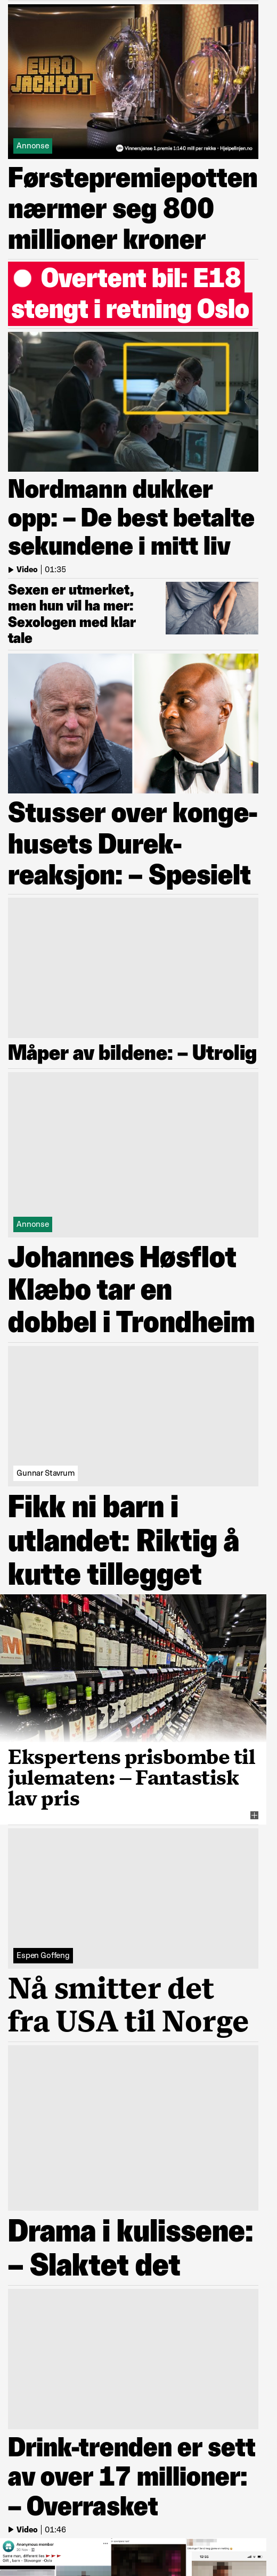 EURO
JACKPOT
Annonse
Vinnersjanse 1.premie 1:140 mill per rekke - Hjelpelinjen.no
Førstepremiepotten
nærmer seg 800
millioner kroner
Overtent bil: E18
stengt i retning Oslo
Nordmann dukker
opp: – De best betalte
sekundene i mitt liv
Video | 01:35
Sexen er utmerket,
men hun vil ha mer:
Sexologen med klar
tale
Stusser over konge-
husets Durek-
reaksjon: – Spesielt
Måper av bildene: – Utrolig
Annonse
Johannes Høsflot
Klæbo tar en
dobbel i Trondheim
Gunnar Stavrum
Fikk ni barn i
utlandet: Riktig å
kutte tillegget
Ekspertens prisbombe til
julematen: – Fantastisk
lav pris
Espen Goffeng
Nå smitter det
fra USA til Norge
Drama i kulissene:
– Slaktet det
Drink-trenden er sett
av over 17 millioner:
– Overrasket
Video | 01:46
Anonymous member